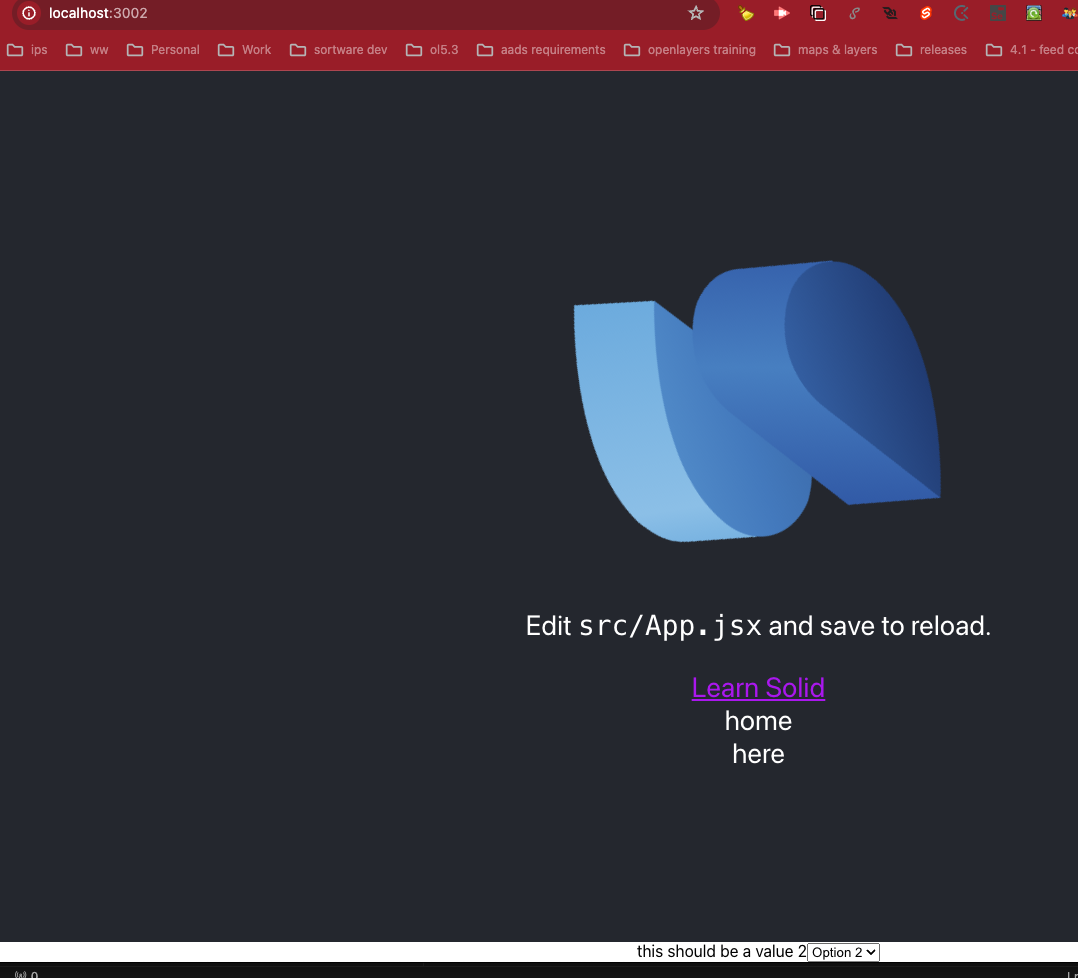 localhost:3002
ips ww Personal Work sortware dev ol5.3 aads requirements openlayers training maps & layers releases 4.1 - feed co
Edit src/App.jsx and save to reload.
Learn Solid
home
here
this should be a value 2 Option 2
0